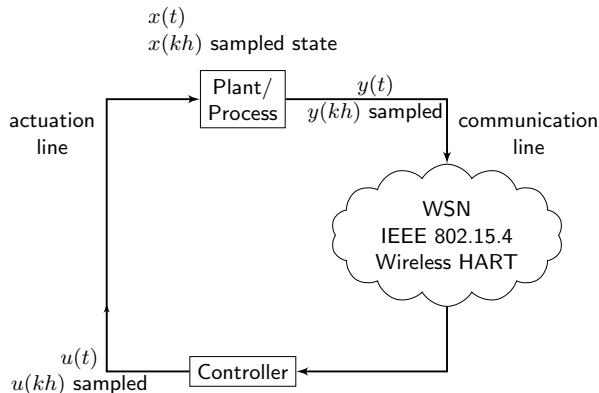 x(t)
x(kh) sampled state
Plant/
Process
y(t)
y(kh) sampled
actuation
line
communication
line
WSN
IEEE 802.15.4
Wireless HART
u(t)
u(kh) sampled
Controller